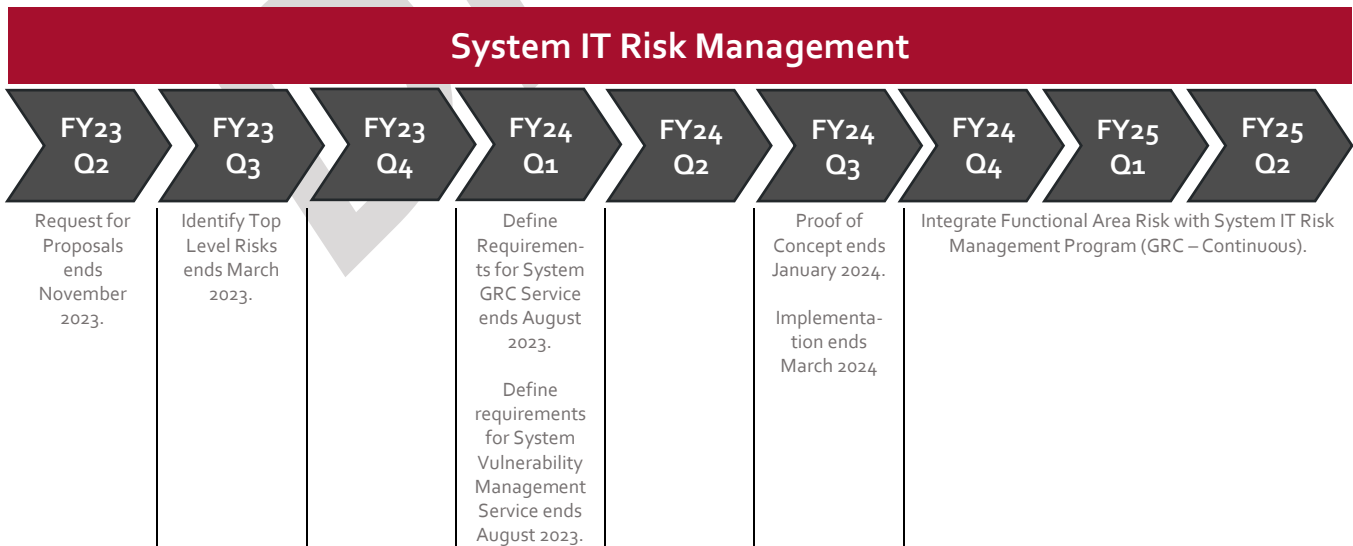 System IT Risk Management
FY23
Q2
FY23
Q3
FY23
Q4
FY24
Q1
FY24
Q2
FY24
Q3
FY24
Q4
FY25
Q1
FY25
Q2
Request for
Proposals
ends
November
2023.
Identify Top
Level Risks
ends March
2023.
Define
Requiremen-
ts for System
GRC Service
ends August
2023.
Define
requirements
for System
Vulnerability
Management
Service ends
August 2023.
Proof of
Concept ends
January 2024.
Implementa-
tion ends
March 2024
Integrate Functional Area Risk with System IT Risk
Management Program (GRC – Continuous).